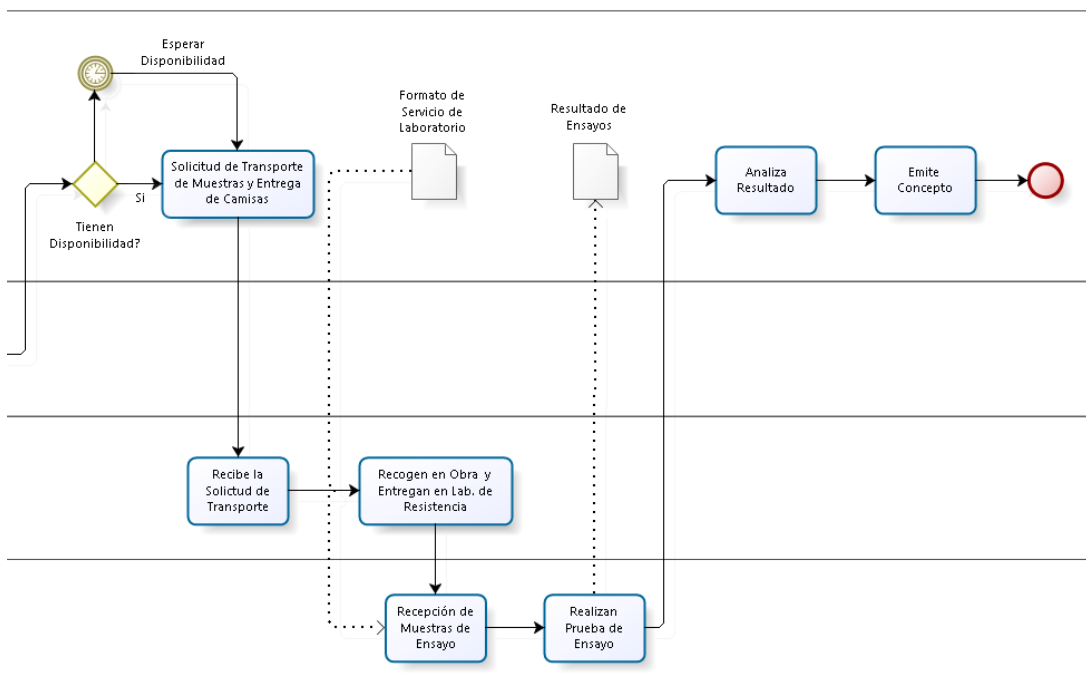 Esperar
Disponibilidad
Formato de
Servicio de
Laboratorio
Resultado de
Ensayos
Solicitud de Transporte
de Muestras y Entrega
de Camisas
Si
Tienen
Disponibilidad?
Analiza
Resultado
Emite
Concepto
Recibe la
Solicitud de
Transporte
Recogen en Obra y
Entregan en Lab. de
Resistencia
Recepción de
Muestras de
Ensayo
Realizan
Prueba de
Ensayo